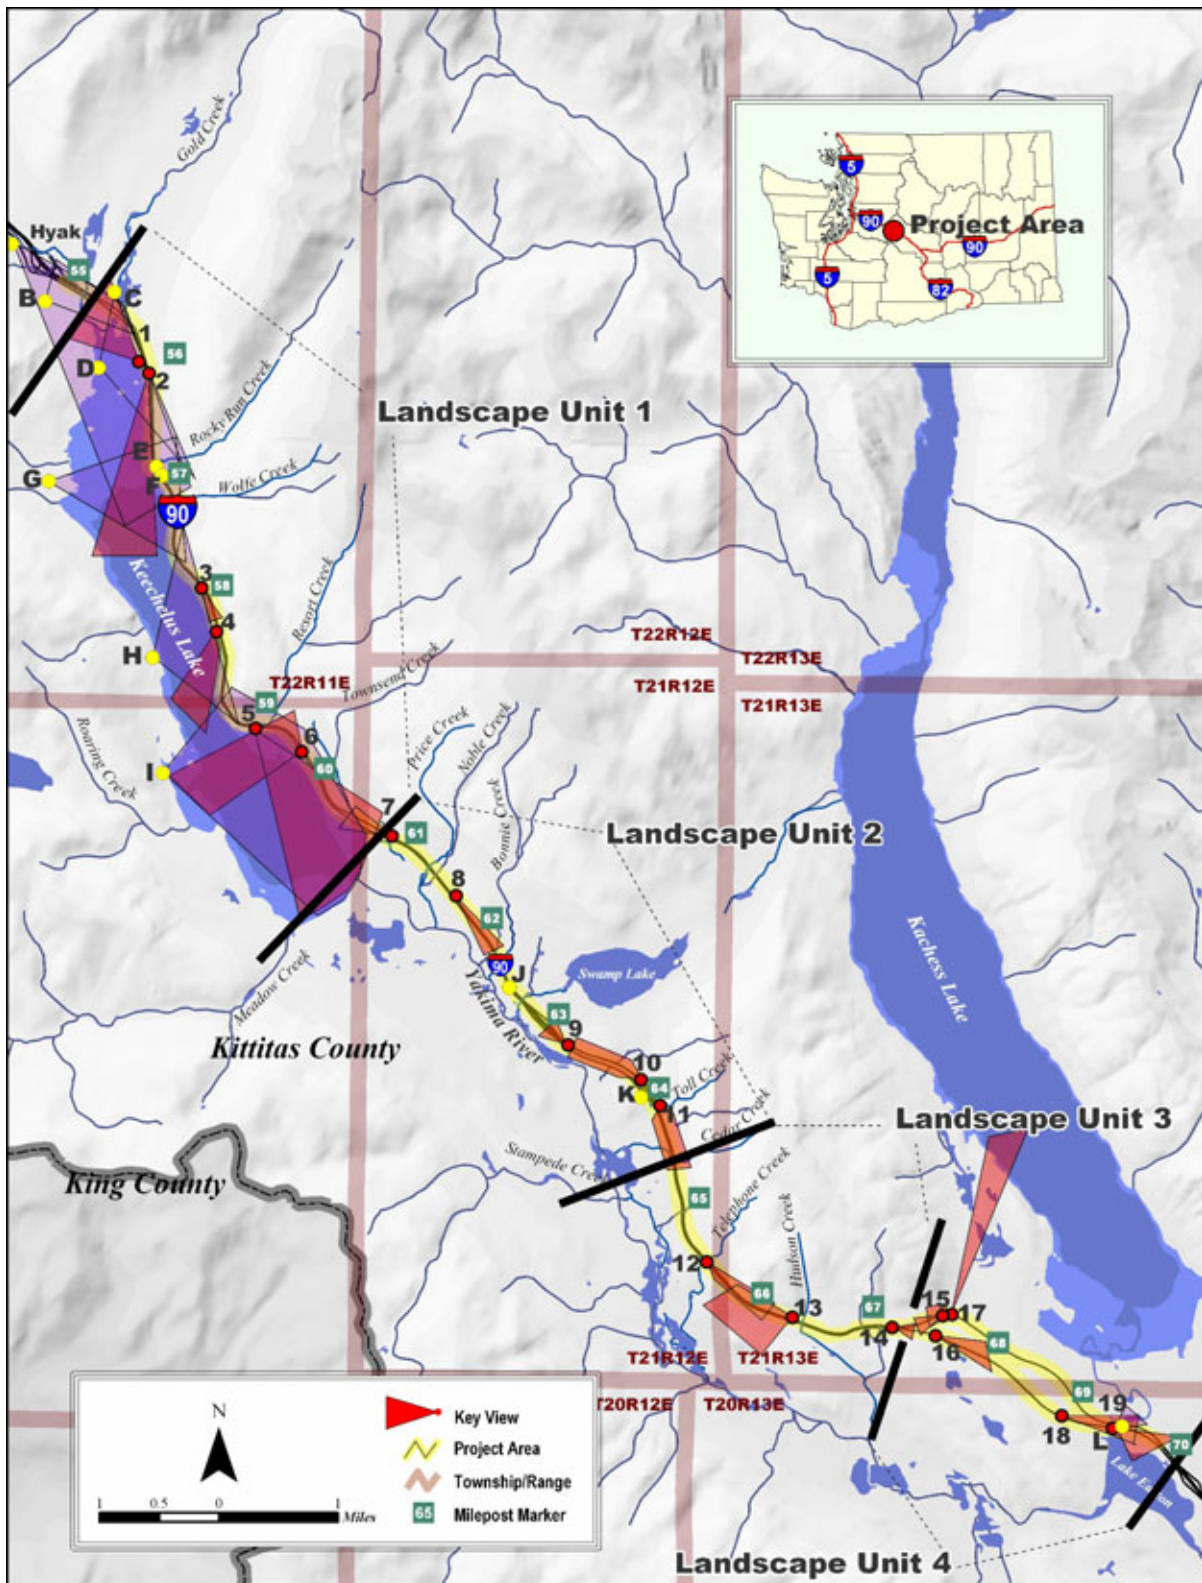 Gold Creek
5
90
Project Area
90
5
82
Hyak
55
B
C
1
56
D
2
Landscape Unit 1
Rocky Run Creek
E
57
G
F
Wolfe Creek
90
Keechelus Lake
3
58
Resort Creek
4
T22R12E
T22R13E
H
T22R11E
Townsend Creek
T21R12E
T21R13E
59
5
Roaring Creek
6
Price Creek
Noble Creek
60
I
Bonnie Creek
7
61
Landscape Unit 2
8
62
Kachess Lake
90
J
Swamp Lake
Meadow Creek
Yakima River
63
9
Kittitas County
10
64
K
Toll Creek
11
Landscape Unit 3
Cedar Creek
Stampede Creek
King County
65
Telephone Creek
12
Hudson Creek
66
13
67
15
17
14
16
68
T21R12E
T21R13E
69
T20R12E
T20R13E
19
18
L
70
Lake Easton
N
Key View
Project Area
Township/Range
65
Milepost Marker
1
0.5
0
1
Miles
Landscape Unit 4